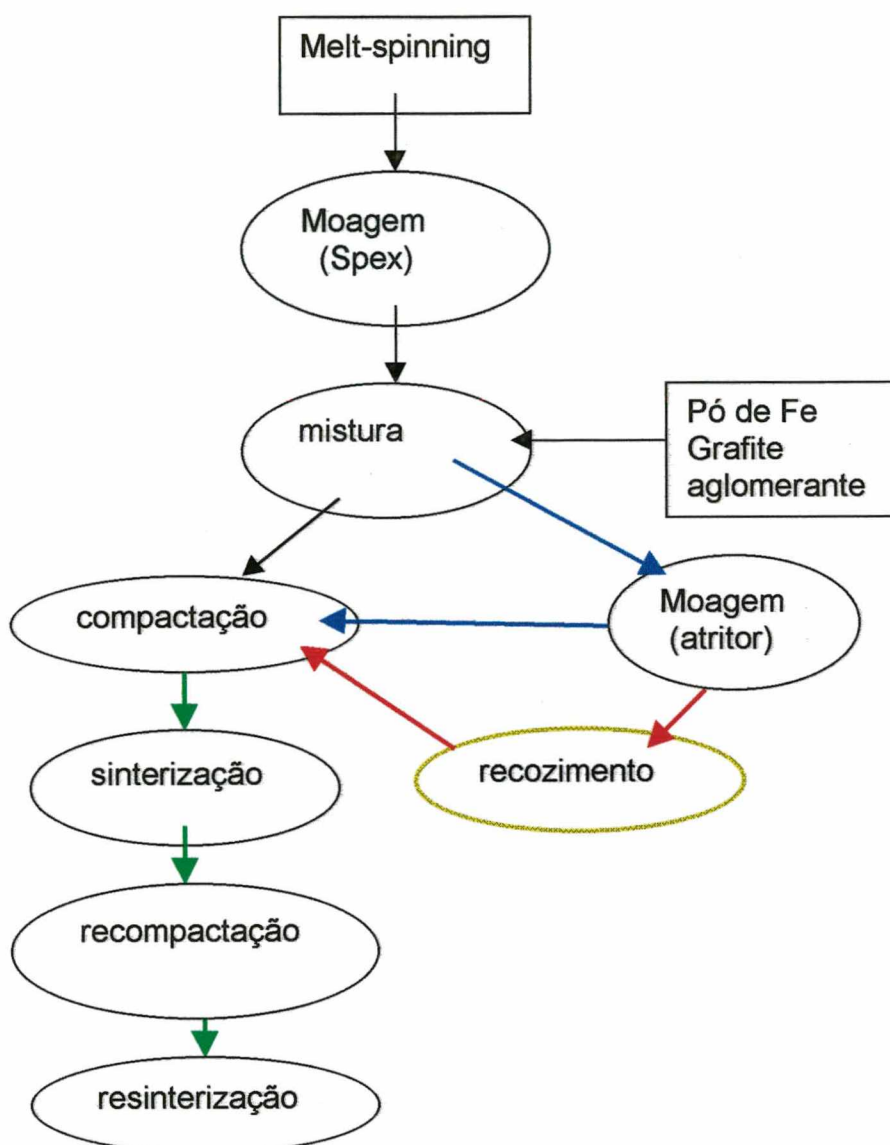 Melt-spinning
Moagem
(Spex)
mistura
Pó de Fe
Grafite
aglomerante
compactação
Moagem
(atritor)
sinterização
recozimento
recompactação
resinterização